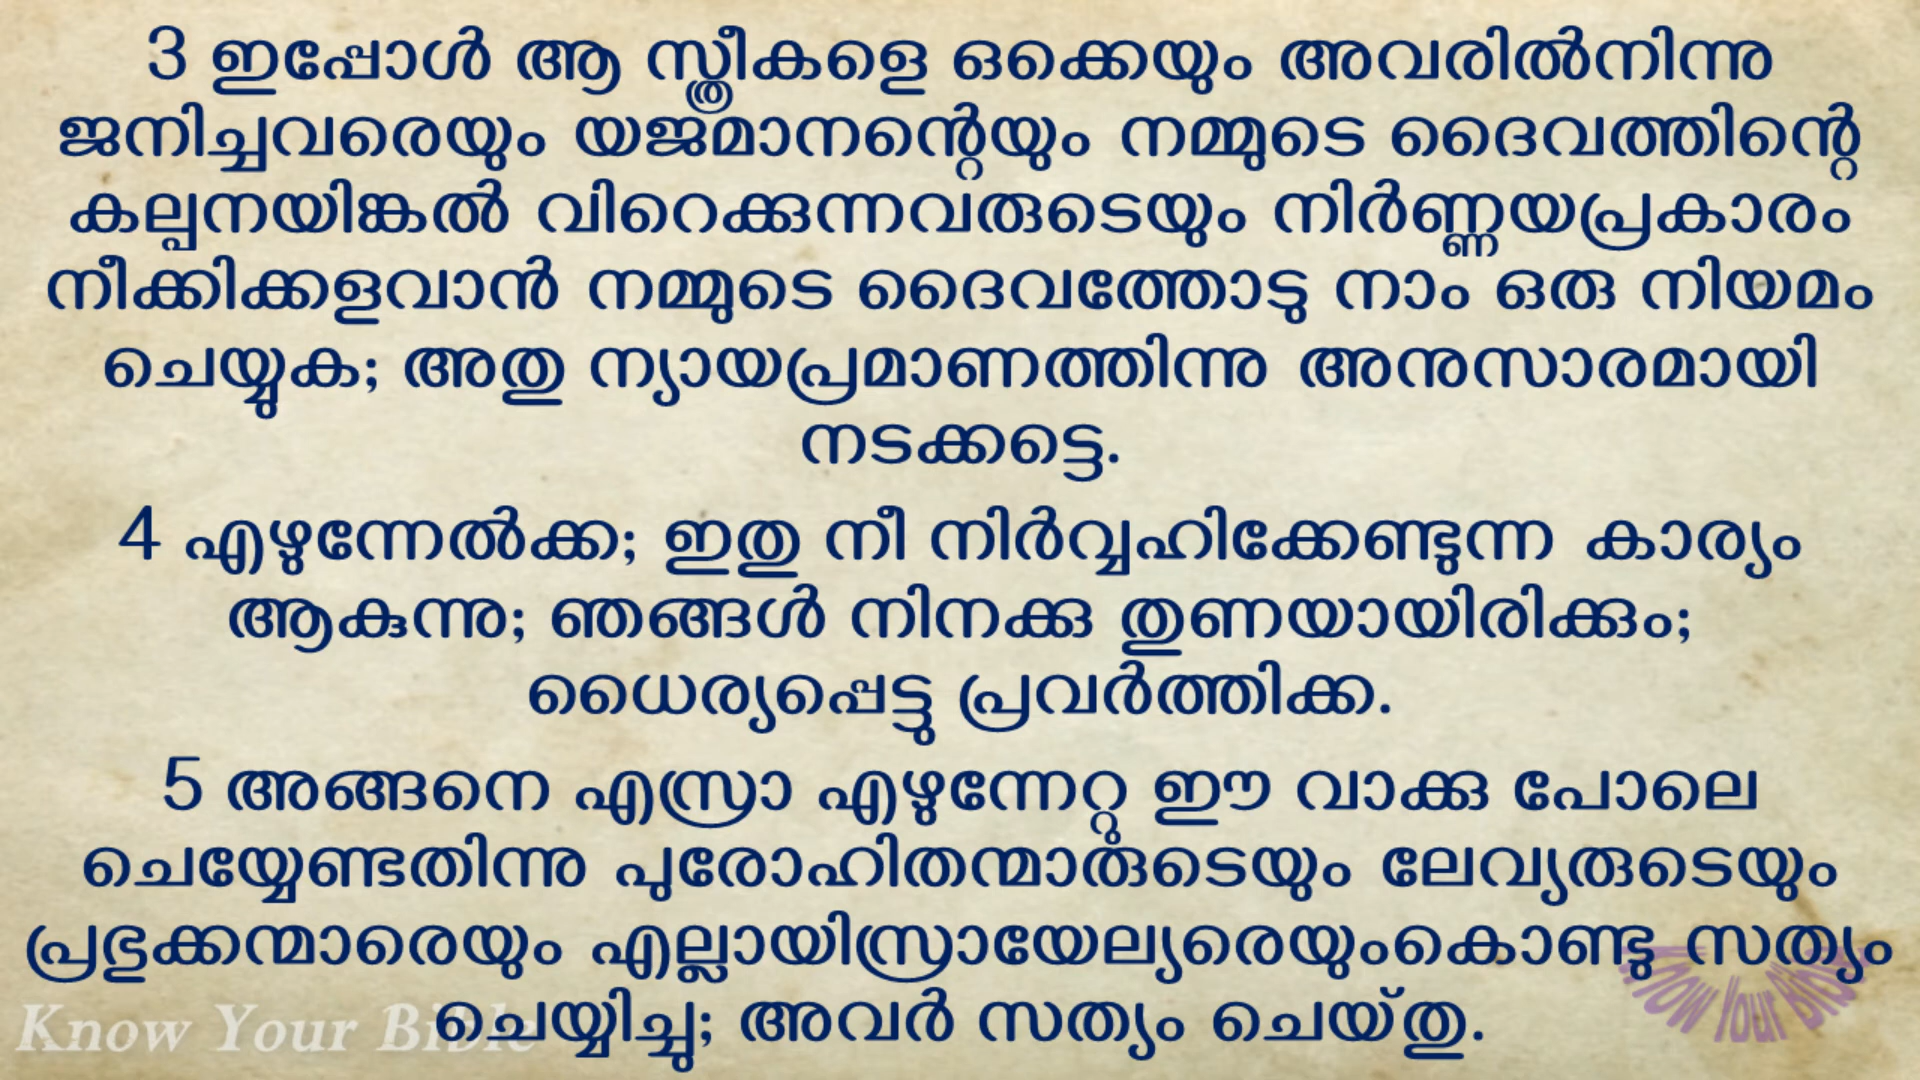 3 ഇപ്പോൾ ആ സ്ത്രീകളെ ഒക്കെയും അവരിൽനിന്നു
ജനിച്ചവരെയും യജമാനന്റെയും നമ്മുടെ ദൈവത്തിന്റെ
കല്പനയിങ്കൽ വിറെക്കുന്നവരുടെയും നിർണ്ണയപ്രകാരം
നീക്കിക്കളവാൻ നമ്മുടെ ദൈവത്തോടു നാം ഒരു നിയമം
ചെയ്യുക; അതു ന്യായപ്രമാണത്തിന്നു അനുസാരമായി
നടക്കട്ടെ.
4 എഴുന്നേൽക്ക; ഇതു നീ നിർവ്വഹിക്കേണ്ടുന്ന കാര്യം
ആകുന്നു; ഞങ്ങൾ നിനക്കു തുണയായിരിക്കും;
ധൈര്യപ്പെട്ടു പ്രവർത്തിക്ക.
5 അങ്ങനെ എസ്രാ എഴുന്നേറ്റു ഈ വാക്കു പോലെ
ചെയ്യേണ്ടതിന്നു പുരോഹിതന്മാരുടെയും ലേവ്യരുടെയും
പ്രഭുക്കന്മാരെയും എല്ലായിസ്രായേല്യരെയുംകൊണ്ടു സത്യം
ചെയ്യിച്ചു; അവർ സത്യം ചെയ്തു.
Know Your Bible
Know Your Bible